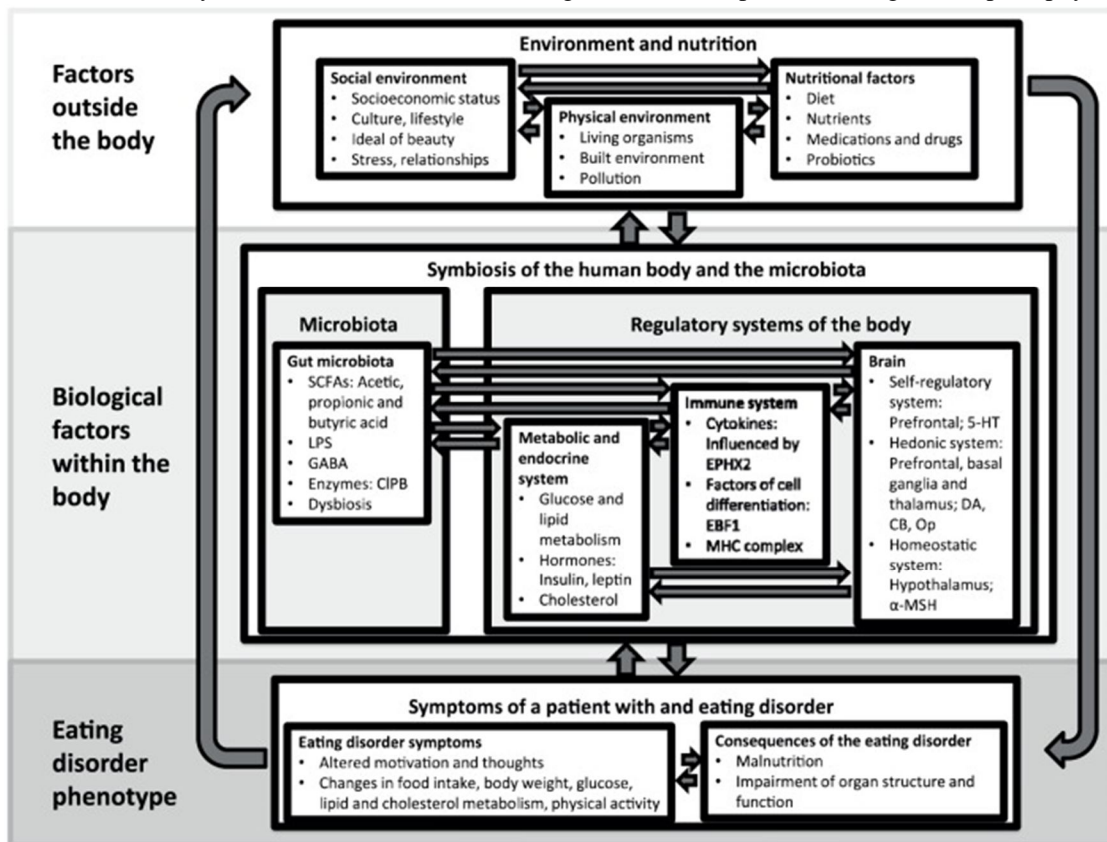 Factors
outside
the body
Environment and nutrition
Social environment
• Socioeconomic status
• Culture, lifestyle
• Ideal of beauty
• Stress, relationships
Physical environment
• Living organisms
• Built environment
• Pollution
Nutritional factors
• Diet
• Nutrients
• Medications and drugs
• Probiotics
Biological
factors
within the
body
Symbiosis of the human body and the microbiota
Microbiota
Gut microbiota
• SCFAs: Acetic,
propionic and
butyric acid
• LPS
• GABA
• Enzymes: ClPB
• Dysbiosis
Regulatory systems of the body
Metabolic and
endocrine
system
• Glucose and
lipid
metabolism
• Hormones:
Insulin, leptin
• Cholesterol
Immune system
• Cytokines:
Influenced by
EPHX2
• Factors of cell
differentiation:
EBF1
• MHC complex
Brain
• Self-regulatory
system:
Prefrontal; 5-HT
• Hedonic system:
Prefrontal, basal
ganglia and
thalamus; DA,
CB, Op
• Homeostatic
system:
Hypothalamus;
α-MSH
Eating
disorder
phenotype
Symptoms of a patient with and eating disorder
Eating disorder symptoms
• Altered motivation and thoughts
• Changes in food intake, body weight, glucose,
lipid and cholesterol metabolism, physical activity
Consequences of the eating disorder
• Malnutrition
• Impairment of organ structure and
function